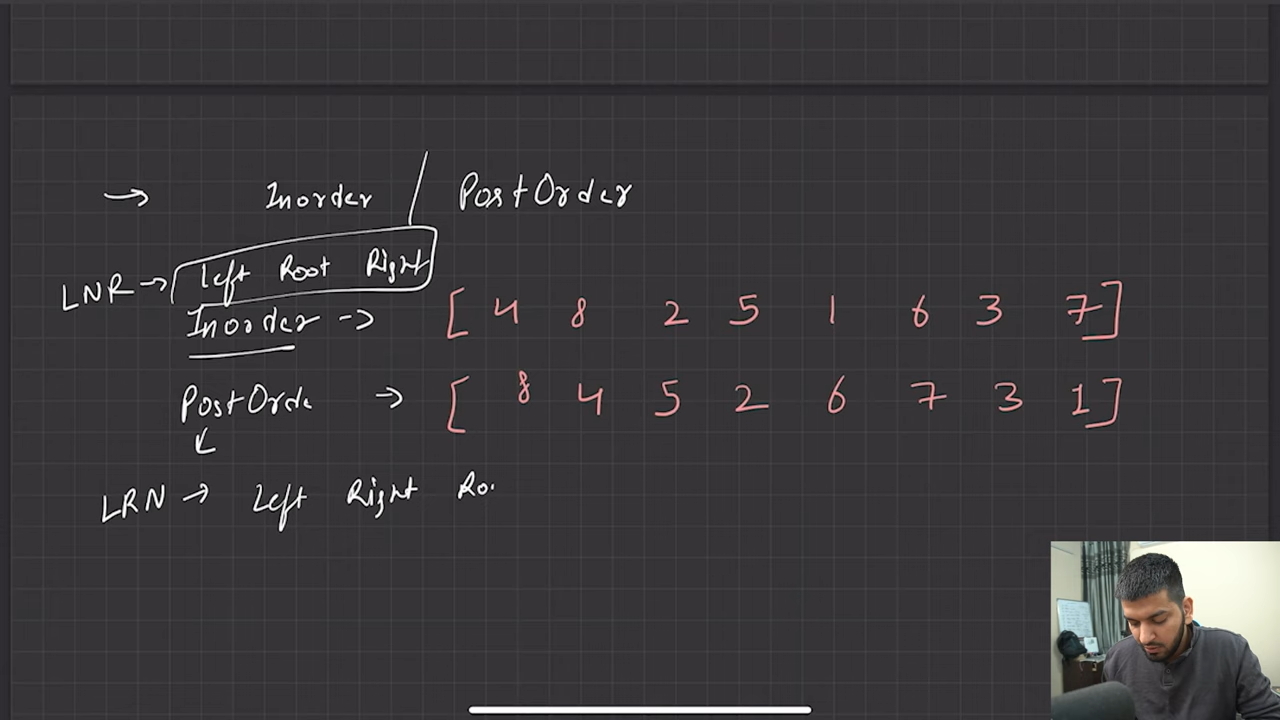 → Inorder / PostOrder
LNR → Left Root Right
Inorder → [ 4 8 2 5 1 6 3 7 ]
PostOrde → [ 8 4 5 2 6 7 3 1 ]
LRN → Left Right Ro